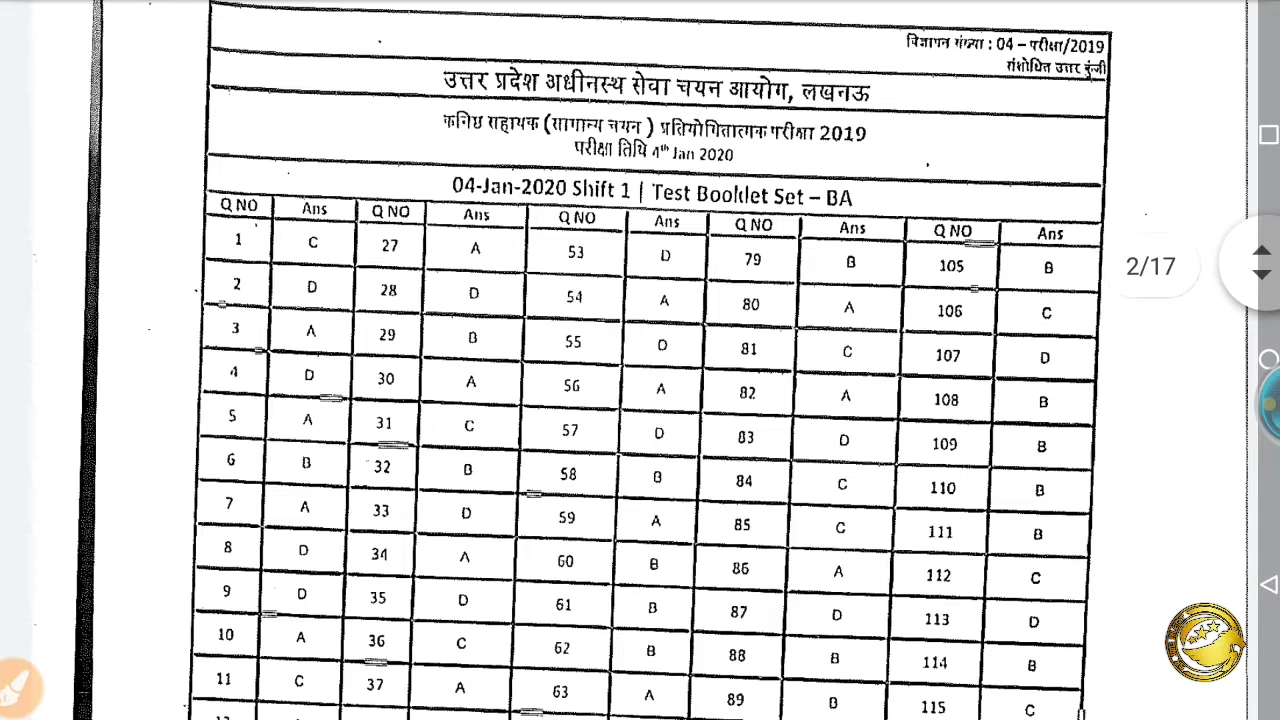 विज्ञापन संख्या : 04 – परीक्षा/2019
संशोधित उत्तर कुंजी
उत्तर प्रदेश अधीनस्थ सेवा चयन आयोग, लखनऊ
कनिष्ठ सहायक (सामान्य चयन) प्रतियोगितात्मक परीक्षा 2019
परीक्षा तिथि 4th Jan 2020
04-Jan-2020 Shift 1 | Test Booklet Set – BA
Q NO Ans Q NO Ans Q NO Ans Q NO Ans Q NO Ans
1 C 27 A 53 D 79 B 105 B
2 D 28 D 54 A 80 A 106 C
3 A 29 B 55 D 81 C 107 D
4 D 30 A 56 A 82 A 108 B
5 A 31 C 57 D 83 D 109 B
6 B 32 B 58 B 84 C 110 B
7 A 33 D 59 A 85 C 111 B
8 D 34 A 60 B 86 A 112 C
9 D 35 D 61 B 87 D 113 D
10 A 36 C 62 B 88 B 114 B
11 C 37 A 63 A 89 B 115 C
2/17